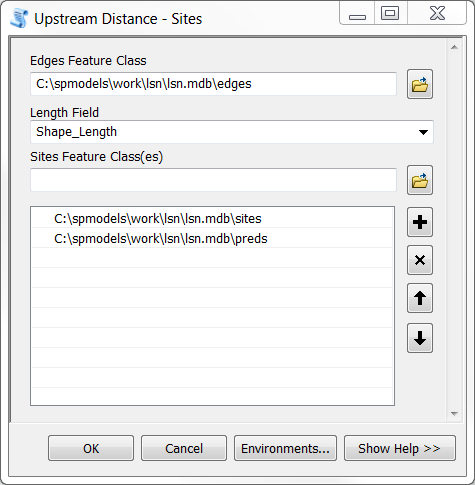 Upstream Distance - Sites
Edges Feature Class
C:\spmodels\work\lsn\lsn.mdb\edges
Length Field
Shape_Length
Sites Feature Class(es)
C:\spmodels\work\lsn\lsn.mdb\sites
C:\spmodels\work\lsn\lsn.mdb\preds
OK Cancel Environments... Show Help >>